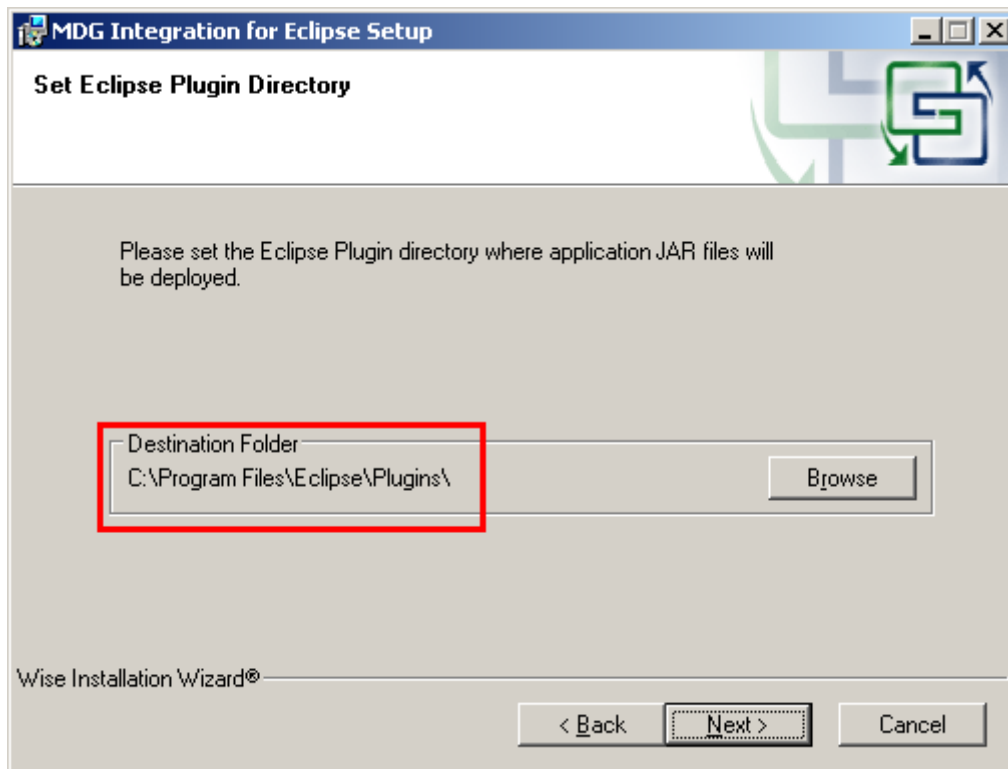 MDG Integration for Eclipse Setup
Set Eclipse Plugin Directory
Please set the Eclipse Plugin directory where application JAR files will
be deployed.
Destination Folder
C:\Program Files\Eclipse\Plugins\
Browse
Wise Installation Wizard®
< Back
Next >
Cancel